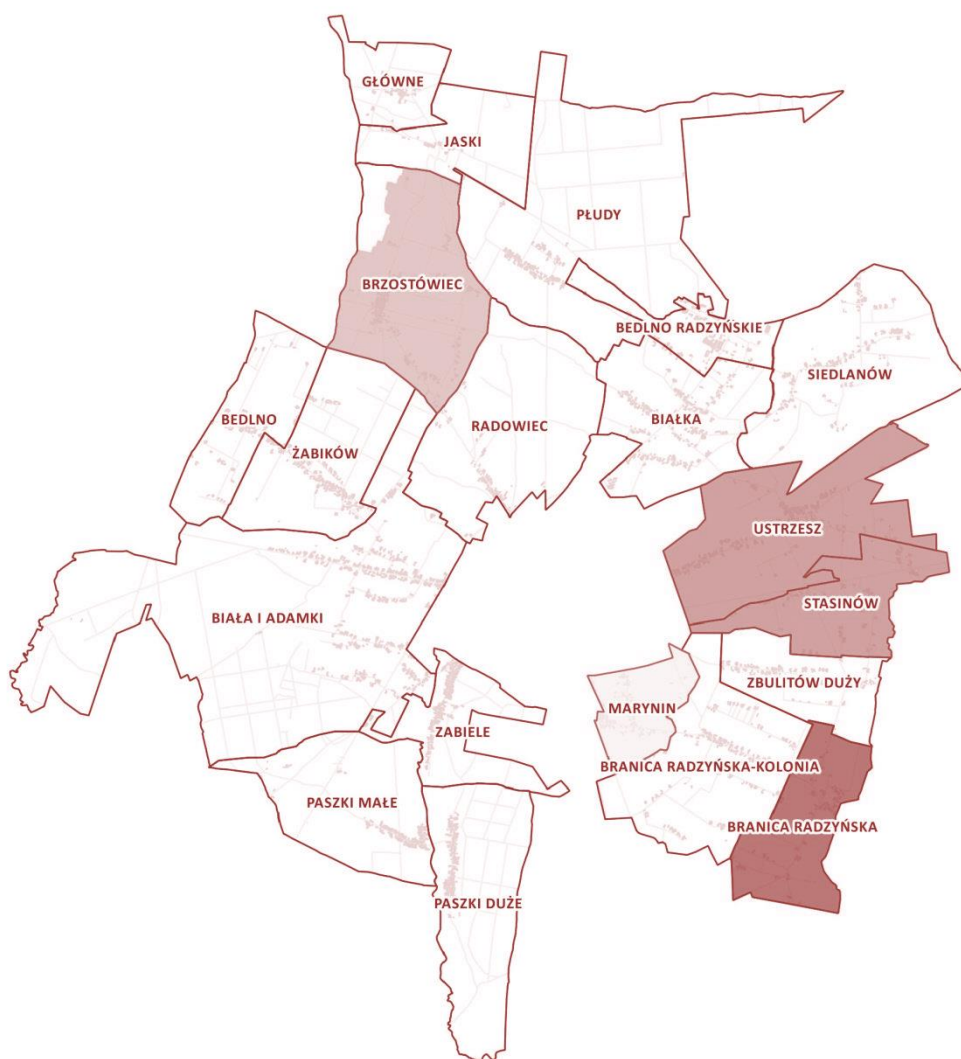 GŁÓWNE
JASKI
PŁUDY
BRZOSTÓWIEC
BEDLNO RADZYŃSKIE
SIEDLANÓW
BEDLNO
ŻABIKÓW
RADOWIEC
BIAŁKA
USTRZESZ
STASINÓW
BIAŁA I ADAMKI
ZBULITÓW DUŻY
MARYNIN
ZABIELE
BRANICA RADZYŃSKA-KOLONIA
PASZKI MAŁE
BRANICA RADZYŃSKA
PASZKI DUŻE